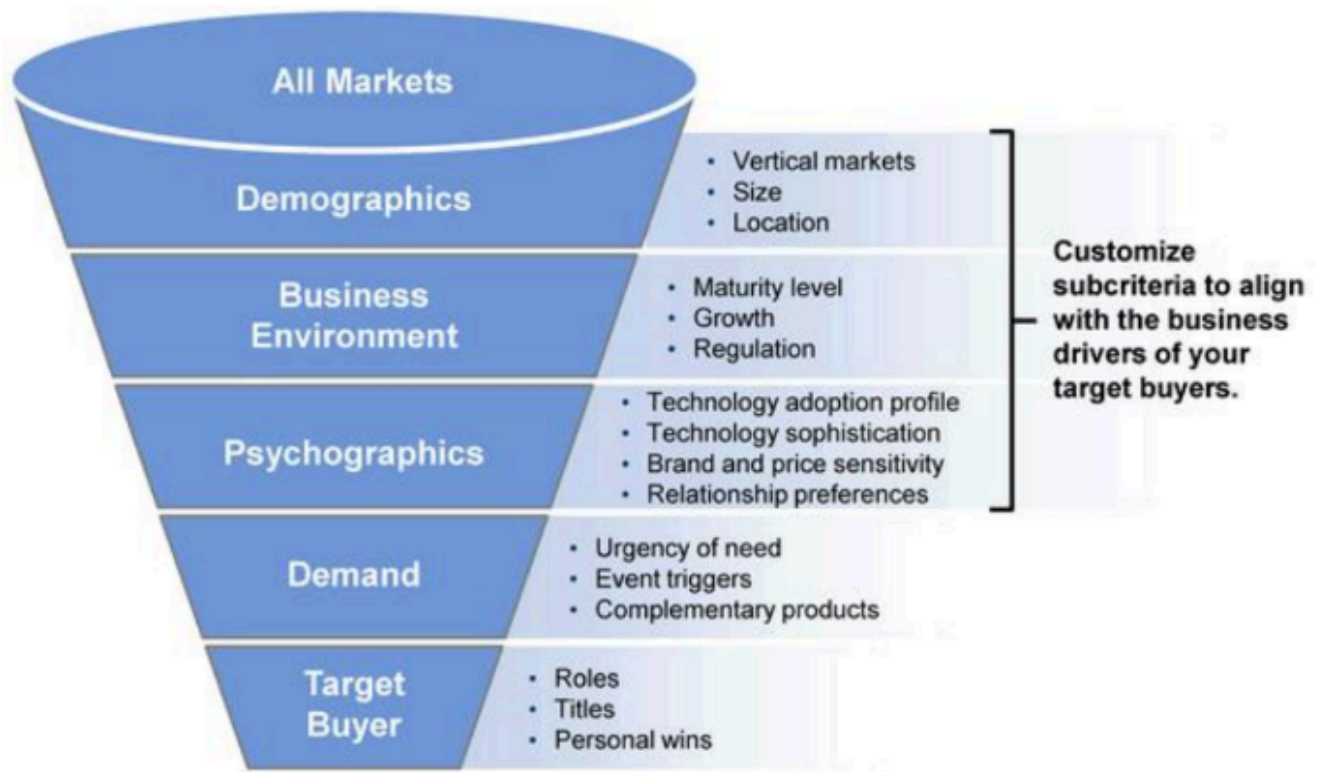 All Markets
Demographics
• Vertical markets
• Size
• Location
Business
Environment
• Maturity level
• Growth
• Regulation
Psychographics
• Technology adoption profile
• Technology sophistication
• Brand and price sensitivity
• Relationship preferences
Customize
subcriteria to align
with the business
drivers of your
target buyers.
Demand
• Urgency of need
• Event triggers
• Complementary products
Target
Buyer
• Roles
• Titles
• Personal wins